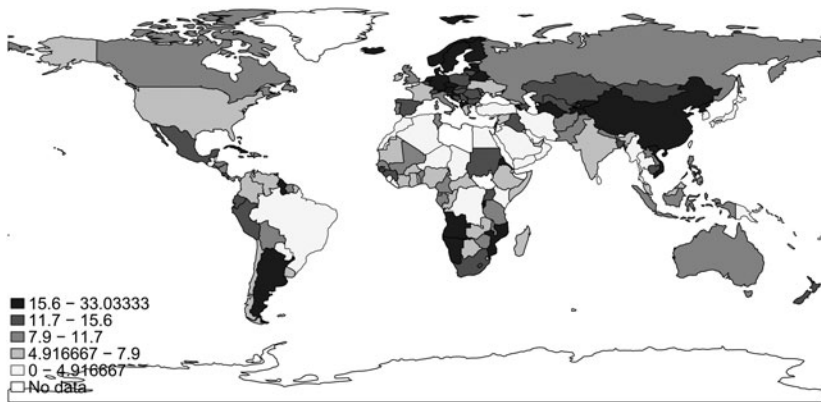 15.6 − 33.03333
11.7 − 15.6
7.9 − 11.7
4.916667 − 7.9
0 − 4.916667
No data